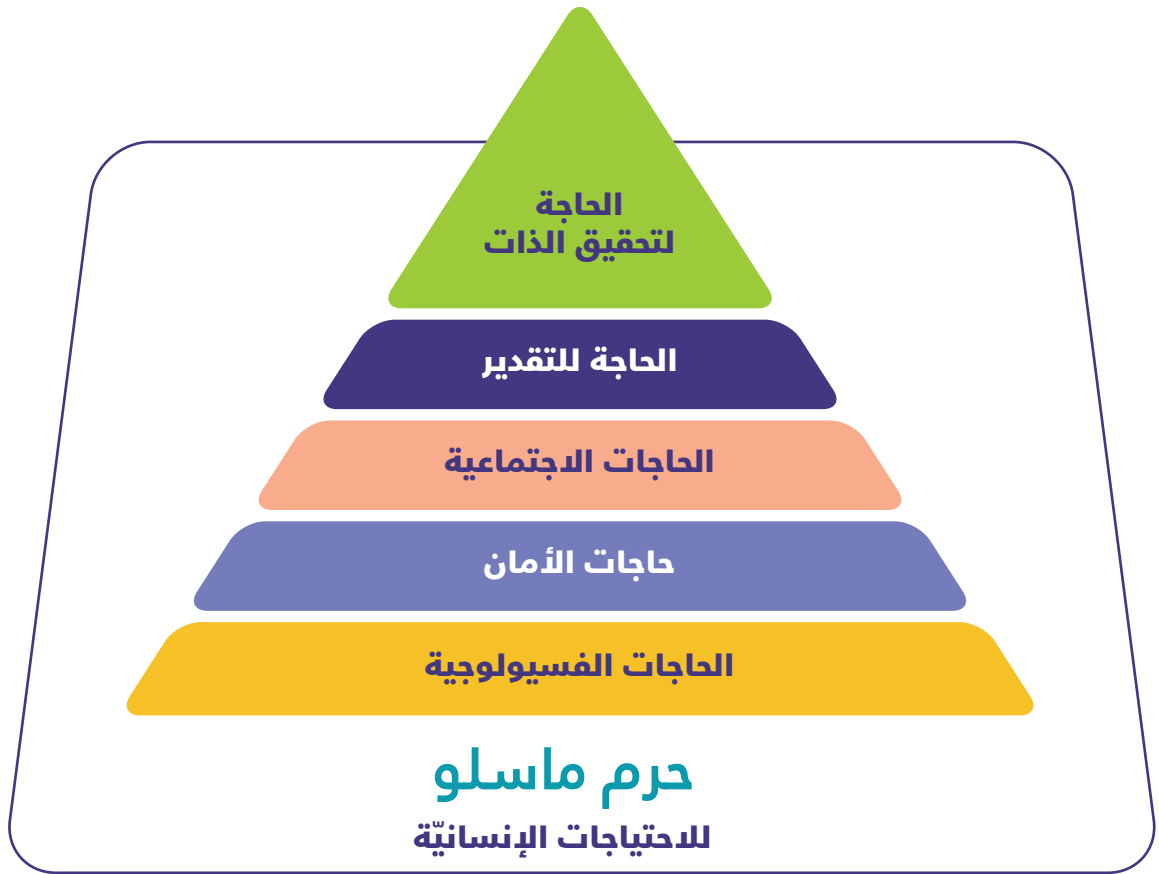 الحاجة
لتحقيق الذات
الحاجة للتقدير
الحاجات الاجتماعية
حاجات الأمان
الحاجات الفسيولوجية
حرم ماسلو
للاحتياجات الإنسانيّة